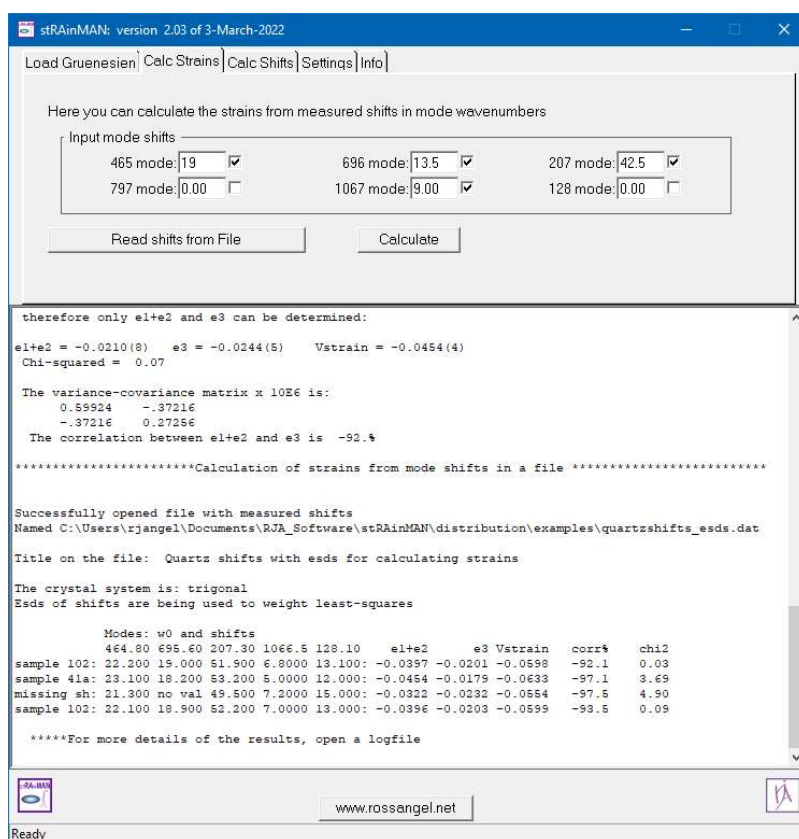 stRAinMAN: version 2.03 of 3-March-2022
Load Gruenesien Calc Strains Calc Shifts Settings Info
Here you can calculate the strains from measured shifts in mode wavenumbers
Input mode shifts
465 mode: 19 696 mode: 13.5 207 mode: 42.5
797 mode: 0.00 1067 mode: 9.00 128 mode: 0.00
Read shifts from File Calculate
therefore only e1+e2 and e3 can be determined:
e1+e2 = -0.0210(8) e3 = -0.0244(5) Vstrain = -0.0454(4)
Chi-squared = 0.07
The variance-covariance matrix x 10E6 is:
0.59924 -.37216
-.37216 0.27256
The correlation between e1+e2 and e3 is -92.%
************************Calculation of strains from mode shifts in a file **************************
Successfully opened file with measured shifts
Named C:\Users\rjangel\Documents\RJA_Software\stRAinMAN\distribution\examples\quartzshifts_esds.dat
Title on the file: Quartz shifts with esds for calculating strains
The crystal system is: trigonal
Esds of shifts are being used to weight least-squares
Modes: w0 and shifts
464.80 695.60 207.30 1066.5 128.10 e1+e2 e3 Vstrain corr% chi2
sample 102: 22.200 19.000 51.900 6.8000 13.100: -0.0397 -0.0201 -0.0598 -92.1 0.03
sample 41a: 23.100 18.200 53.200 5.0000 12.000: -0.0454 -0.0179 -0.0633 -97.1 3.69
missing sh: 21.300 no val 49.500 7.2000 15.000: -0.0322 -0.0232 -0.0554 -97.5 4.90
sample 102: 22.100 18.900 52.200 7.0000 13.000: -0.0396 -0.0203 -0.0599 -93.5 0.09
*****For more details of the results, open a logfile
stRAinMAN
www.rossangel.net
Ready